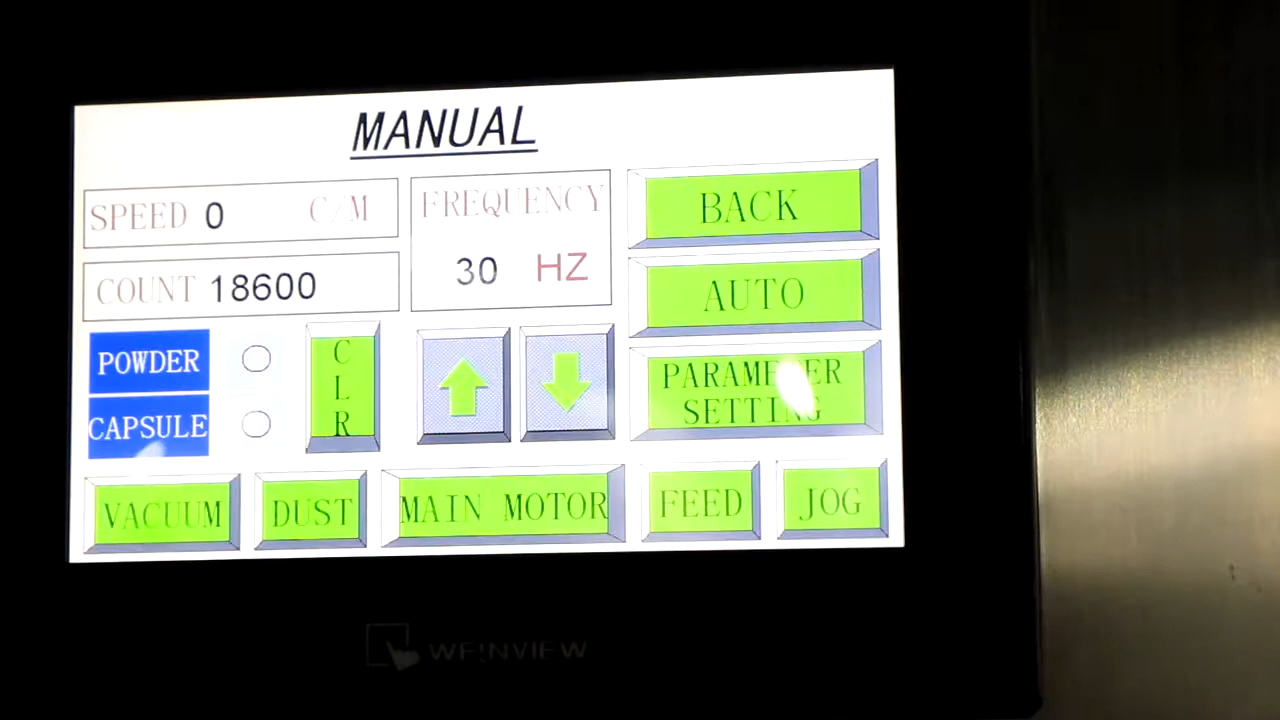 MANUAL
SPEED 0 C/M
COUNT 18600
FREQUENCY
30 HZ
BACK
AUTO
PARAMETER
SETTING
POWDER
CAPSULE
CLR
VACUUM
DUST
MAIN MOTOR
FEED
JOG
WEINVIEW